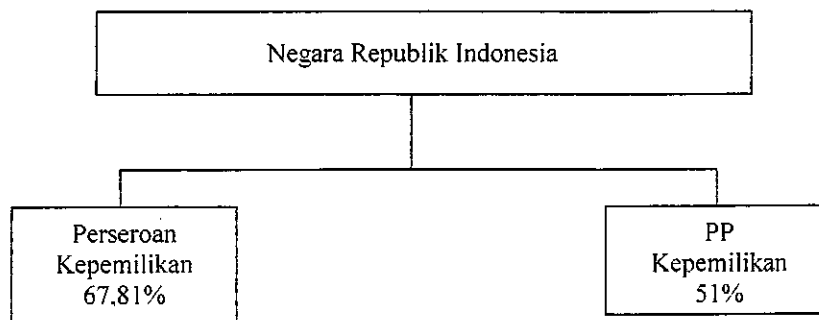 Negara Republik Indonesia
Perseroan
Kepemilikan
67,81%
PP
Kepemilikan
51%